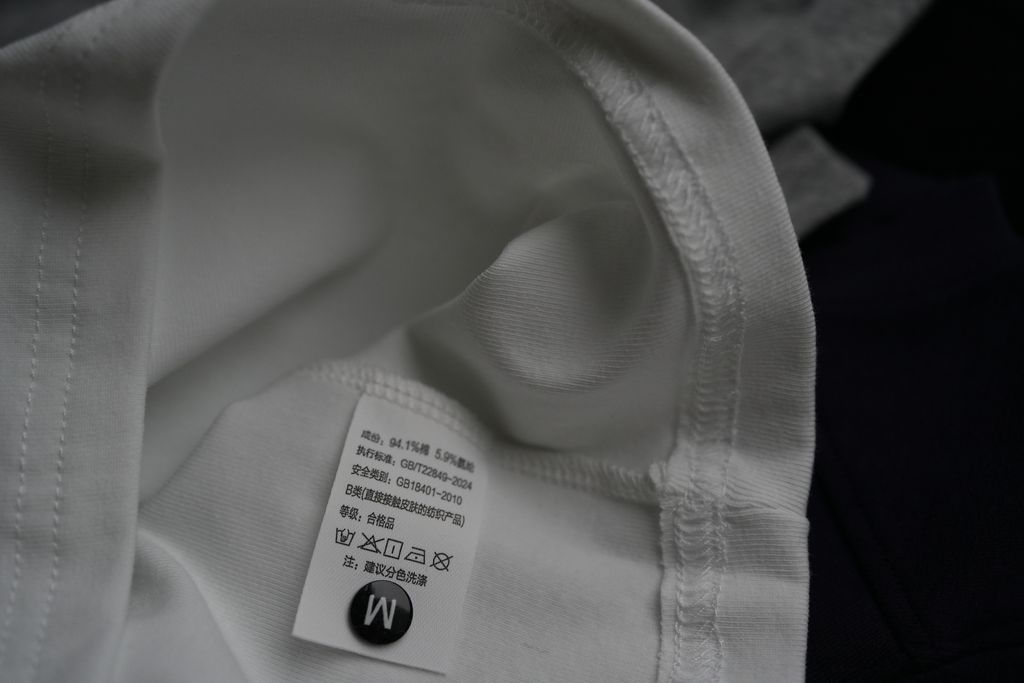 成份：94.1%棉 5.9%氨纶
执行标准：GB/T22849-2024
安全类别：GB18401-2010
B类(直接接触皮肤的纺织产品)
等级：合格品
注：建议分色洗涤
M